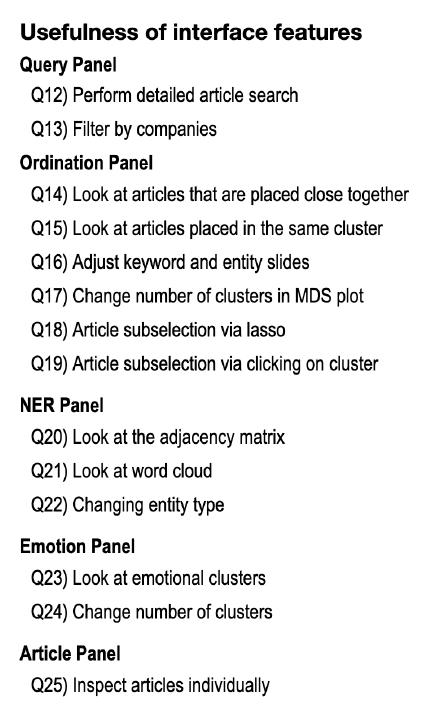 Usefulness of interface features
Query Panel
Q12) Perform detailed article search
Q13) Filter by companies
Ordination Panel
Q14) Look at articles that are placed close together
Q15) Look at articles placed in the same cluster
Q16) Adjust keyword and entity slides
Q17) Change number of clusters in MDS plot
Q18) Article subselection via lasso
Q19) Article subselection via clicking on cluster
NER Panel
Q20) Look at the adjacency matrix
Q21) Look at word cloud
Q22) Changing entity type
Emotion Panel
Q23) Look at emotional clusters
Q24) Change number of clusters
Article Panel
Q25) Inspect articles individually